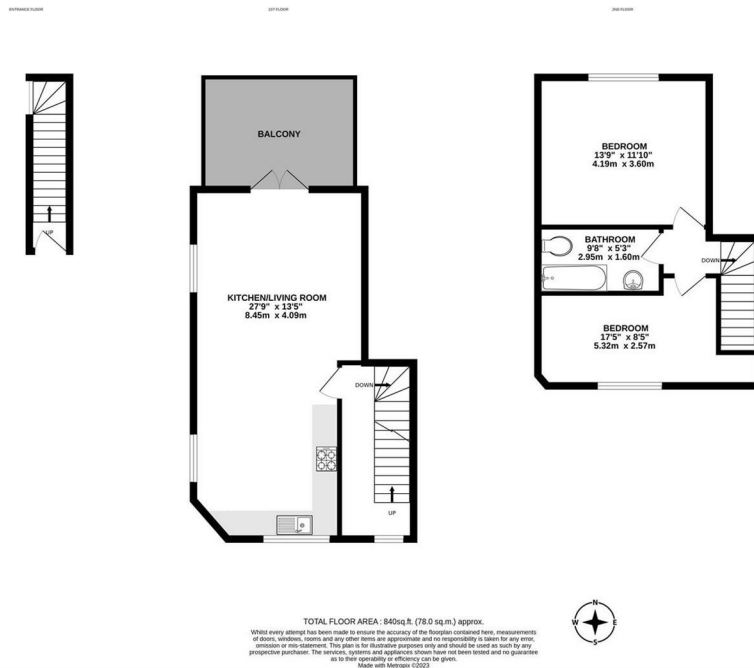 ENTRANCE FLOOR
1ST FLOOR
2ND FLOOR
UP
BALCONY
KITCHEN/LIVING ROOM
27'9" x 13'5"
8.45m x 4.09m
DOWN
UP
BEDROOM
13'9" x 11'10"
4.19m x 3.60m
BATHROOM
9'8" x 5'3"
2.95m x 1.60m
DOWN
BEDROOM
17'5" x 8'5"
5.32m x 2.57m
TOTAL FLOOR AREA : 840sq.ft. (78.0 sq.m.) approx.
Whilst every attempt has been made to ensure the accuracy of the floorplan contained here, measurements
of doors, windows, rooms and any other items are approximate and no responsibility is taken for any error,
omission or mis-statement. This plan is for illustrative purposes only and should be used as such by any
prospective purchaser. The services, systems and appliances shown have not been tested and no guarantee
as to their operability or efficiency can be given.
Made with Metropix ©2023
N
W E
S